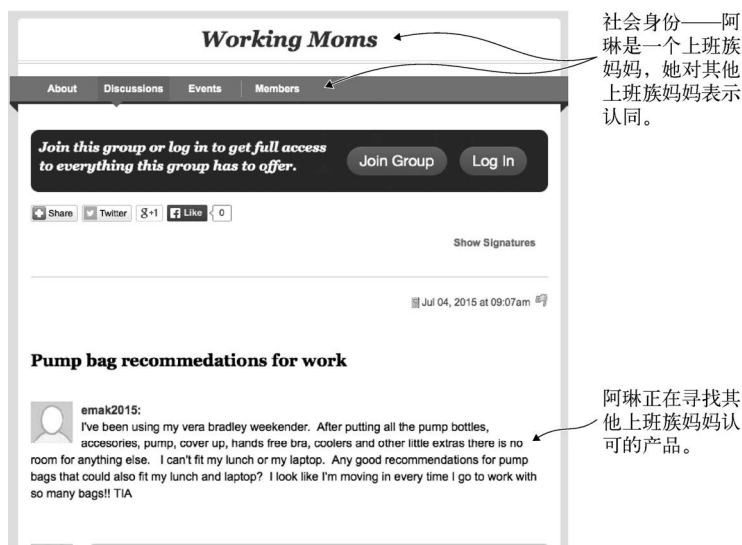 Working Moms
社会身份——阿
琳是一个上班族
妈妈，她对其他
上班族妈妈表示
认同。
About Discussions Events Members
Join this group or log in to get full access
to everything this group has to offer.
Join Group Log In
Share Twitter g+1 Like 0
Show Signatures
Jul 04, 2015 at 09:07am
Pump bag recommedations for work
emak2015:
I've been using my vera bradley weekender. After putting all the pump bottles,
accesories, pump, cover up, hands free bra, coolers and other little extras there is no
room for anything else. I can't fit my lunch or my laptop. Any good recommendations for pump
bags that could also fit my lunch and laptop? I look like I'm moving in every time I go to work with
so many bags!! TIA
阿琳正在寻找其
他上班族妈妈认
可的产品。